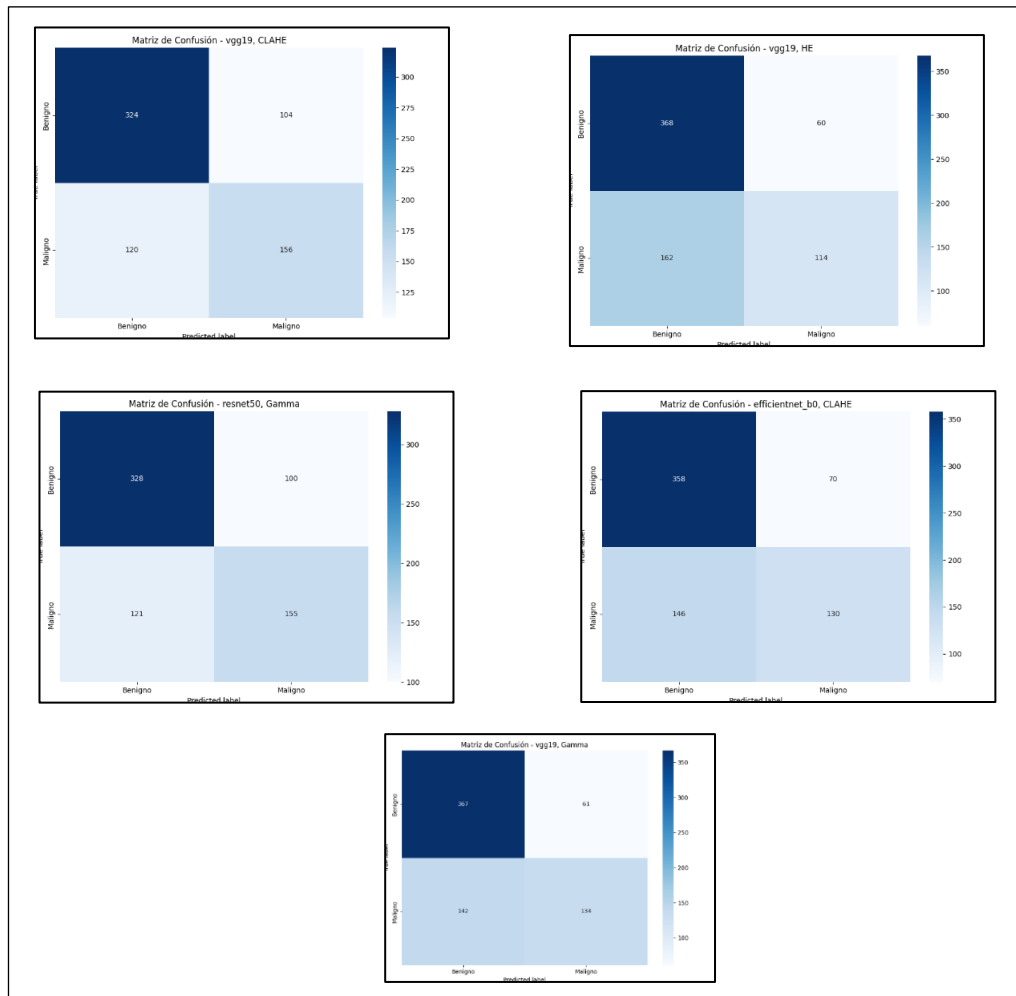 Matriz de Confusión - vgg19, CLAHE
Benigno
324
104
Maligno
120
156
Benigno
Maligno
Predicted label
300
275
250
225
200
175
150
125
Matriz de Confusión - vgg19, HE
Benigno
368
60
Maligno
162
114
Benigno
Maligno
Predicted label
350
300
250
200
150
100
Matriz de Confusión - resnet50, Gamma
Benigno
328
100
Maligno
121
155
Benigno
Maligno
Predicted label
300
250
200
150
100
Matriz de Confusión - efficientnet_b0, CLAHE
Benigno
358
70
Maligno
146
130
Benigno
Maligno
Predicted label
350
300
250
200
150
100
Matriz de Confusión - vgg19, Gamma
Benigno
367
61
Maligno
142
134
Benigno
Maligno
Predicted label
350
300
250
200
150
100